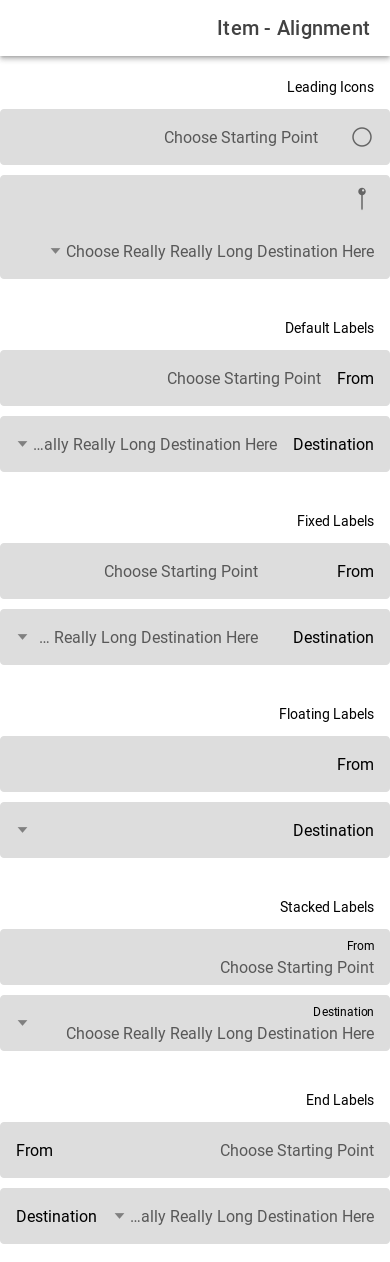 Item - Alignment
Leading Icons
Choose Starting Point
Choose Really Really Long Destination Here
Default Labels
From Choose Starting Point
Destination …ally Really Long Destination Here
Fixed Labels
From Choose Starting Point
Destination … Really Long Destination Here
Floating Labels
From
Destination
Stacked Labels
From
Choose Starting Point
Destination
Choose Really Really Long Destination Here
End Labels
Choose Starting Point From
…ally Really Long Destination Here Destination